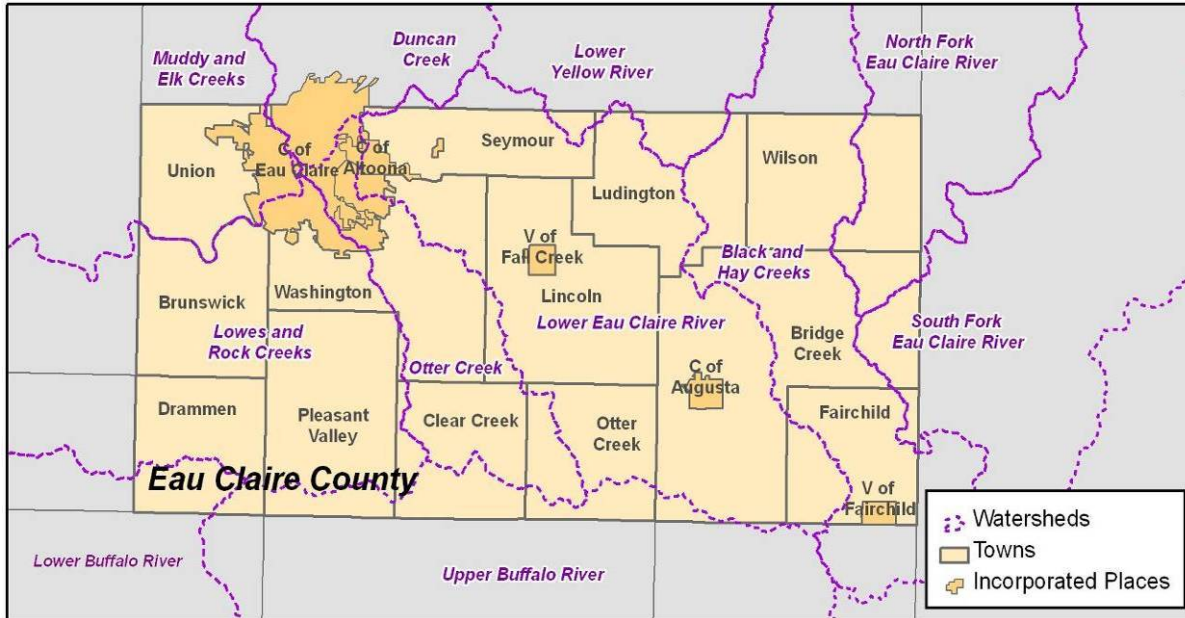 Muddy and
Elk Creeks
Duncan
Creek
Lower
Yellow River
North Fork
Eau Claire River
Union
C of
Eau Claire
C of
Altoona
Seymour
Ludington
Wilson
V of
Fall Creek
Lincoln
Black and
Hay Creeks
Brunswick
Washington
Lowes and
Rock Creeks
Lower Eau Claire River
Bridge
Creek
South Fork
Eau Claire River
Otter Creek
C of
Augusta
Drammen
Pleasant
Valley
Clear Creek
Otter
Creek
Fairchild
Eau Claire County
V of
Fairchild
Lower Buffalo River
Upper Buffalo River
Watersheds
Towns
Incorporated Places